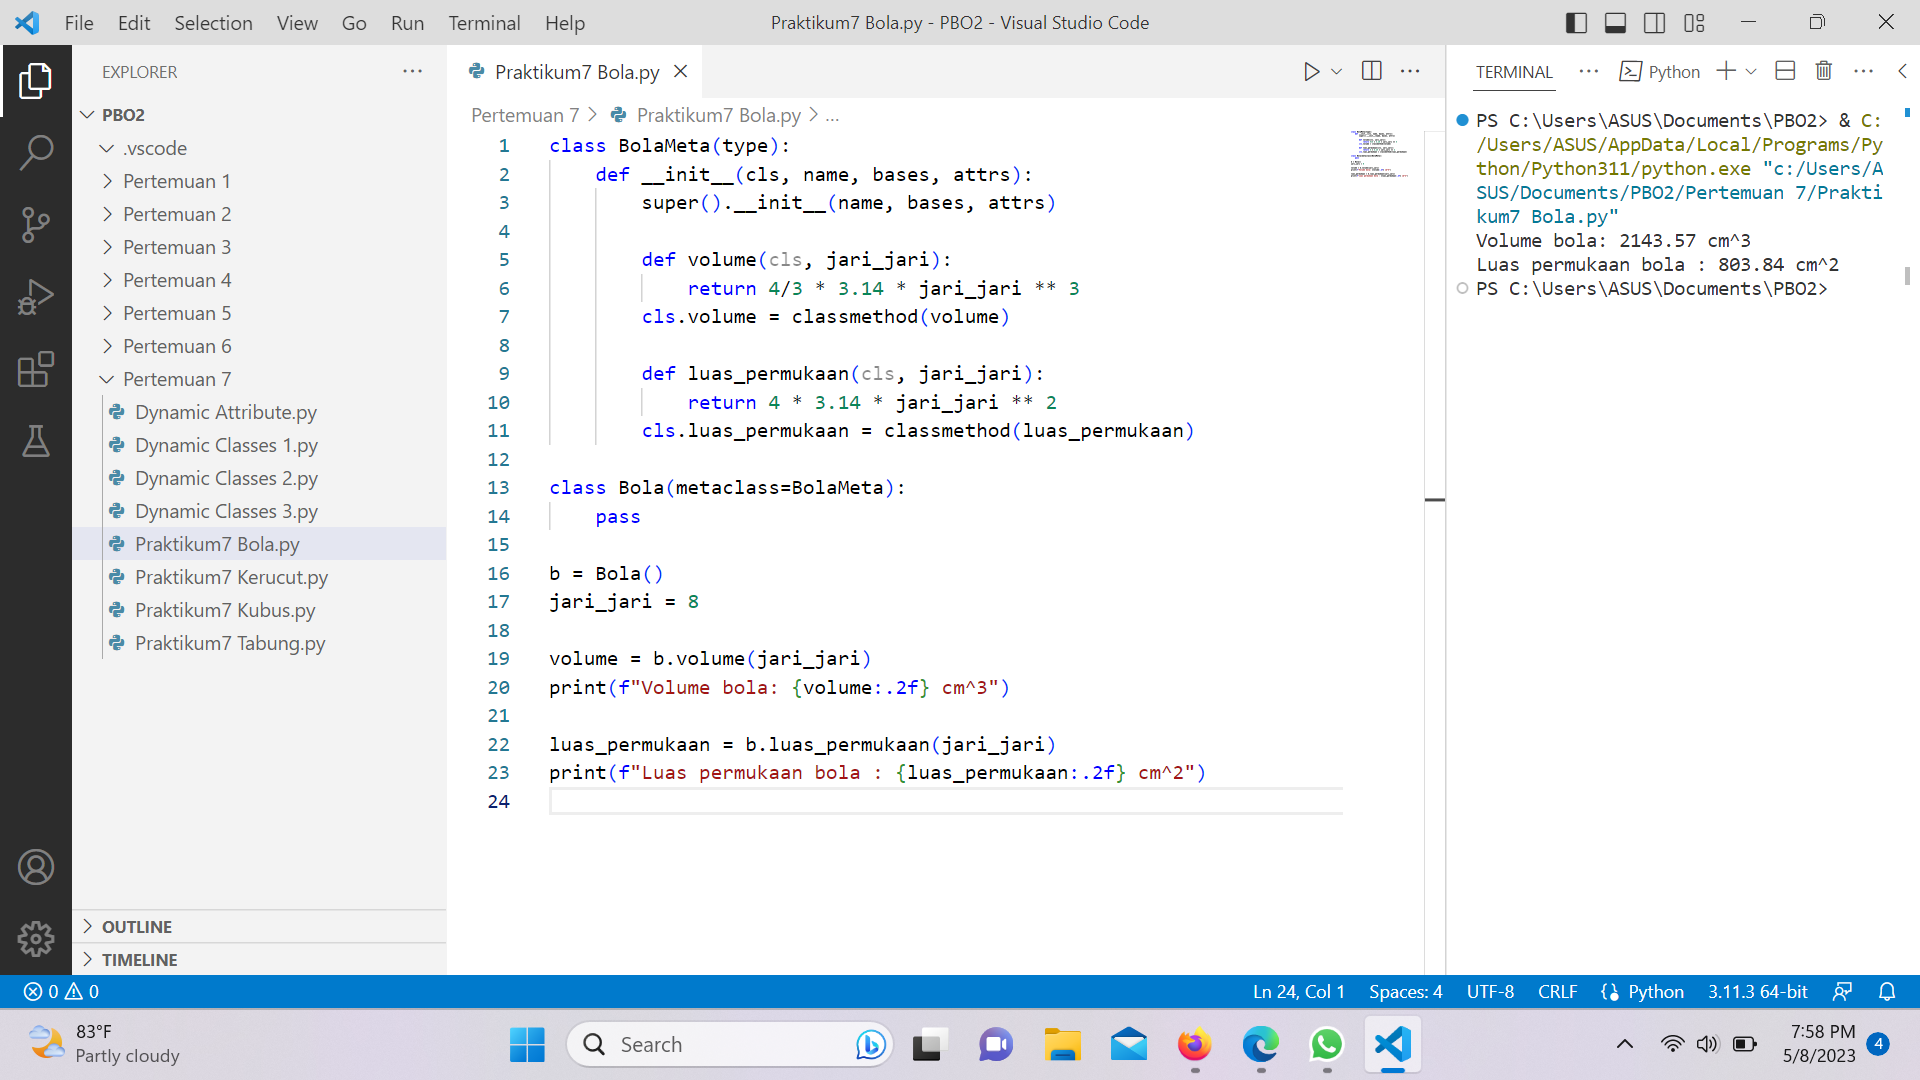 File Edit Selection View Go Run Terminal Help
Praktikum7 Bola.py - PBO2 - Visual Studio Code
EXPLORER
PBO2
.vscode
Pertemuan 1
Pertemuan 2
Pertemuan 3
Pertemuan 4
Pertemuan 5
Pertemuan 6
Pertemuan 7
Dynamic Attribute.py
Dynamic Classes 1.py
Dynamic Classes 2.py
Dynamic Classes 3.py
Praktikum7 Bola.py
Praktikum7 Kerucut.py
Praktikum7 Kubus.py
Praktikum7 Tabung.py
OUTLINE
TIMELINE
Praktikum7 Bola.py
Pertemuan 7 > Praktikum7 Bola.py > ...
1 class BolaMeta(type):
2     def __init__(cls, name, bases, attrs):
3         super().__init__(name, bases, attrs)
4
5         def volume(cls, jari_jari):
6             return 4/3 * 3.14 * jari_jari ** 3
7         cls.volume = classmethod(volume)
8
9         def luas_permukaan(cls, jari_jari):
10             return 4 * 3.14 * jari_jari ** 2
11         cls.luas_permukaan = classmethod(luas_permukaan)
12
13 class Bola(metaclass=BolaMeta):
14     pass
15
16 b = Bola()
17 jari_jari = 8
18
19 volume = b.volume(jari_jari)
20 print(f"Volume bola: {volume:.2f} cm^3")
21
22 luas_permukaan = b.luas_permukaan(jari_jari)
23 print(f"Luas permukaan bola : {luas_permukaan:.2f} cm^2")
24
TERMINAL
Python
PS C:\Users\ASUS\Documents\PBO2> & C:
/Users/ASUS/AppData/Local/Programs/Py
thon/Python311/python.exe "c:/Users/A
SUS/Documents/PBO2/Pertemuan 7/Prakti
kum7 Bola.py"
Volume bola: 2143.57 cm^3
Luas permukaan bola : 803.84 cm^2
PS C:\Users\ASUS\Documents\PBO2>
0 0
Ln 24, Col 1 Spaces: 4 UTF-8 CRLF Python 3.11.3 64-bit
83°F
Partly cloudy
Search
7:58 PM
5/8/2023
4